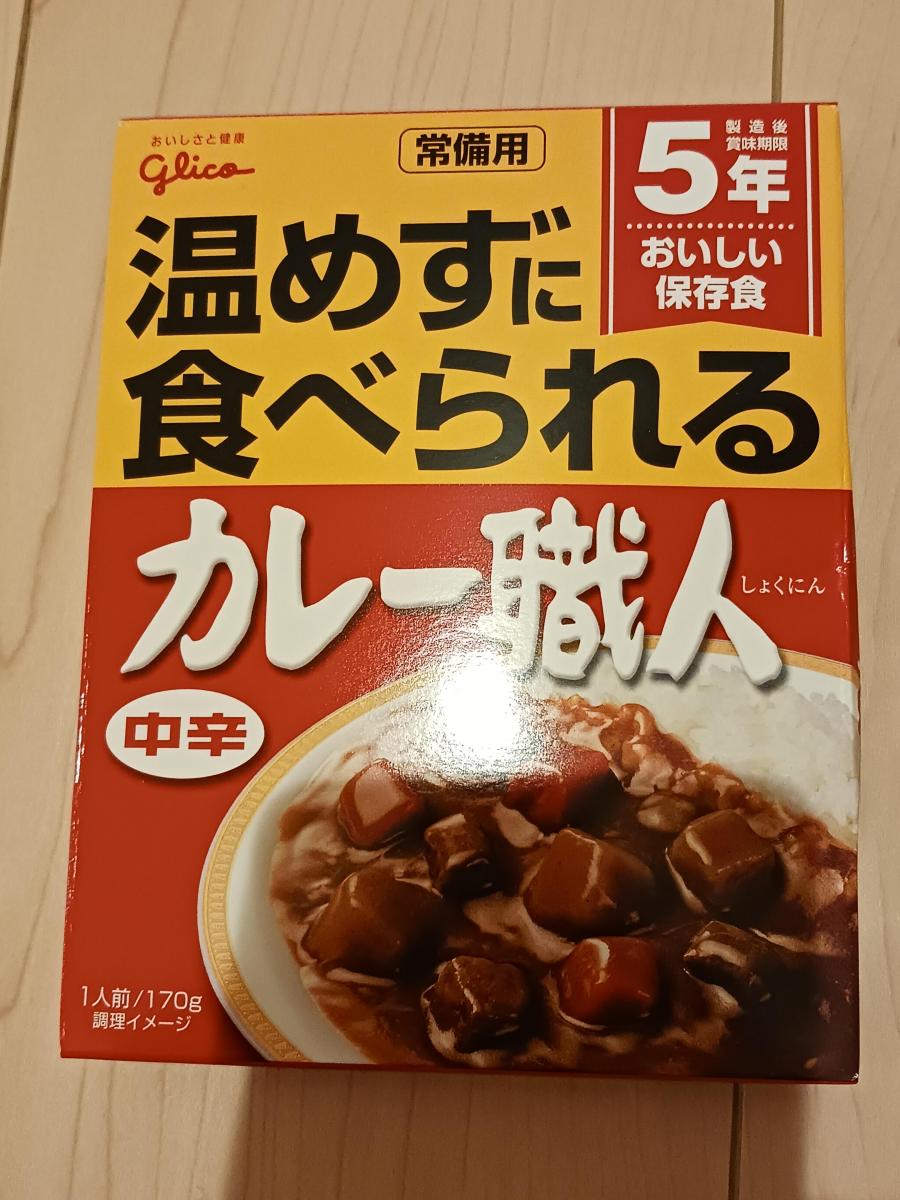 おいしさと健康
glico
常備用
製造後
賞味期限
5年
おいしい
保存食
温めずに
食べられる
カレー職人
しょくにん
中辛
1人前/170g
調理イメージ